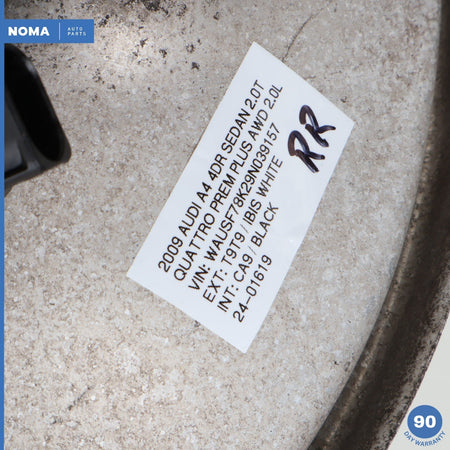 NOMA AUTO PARTS
2009 AUDI A4 4DR SEDAN 2.0T
QUATTRO PREM PLUS AWD 2.0L
VIN: WAUSF78K29N039157
EXT: T9T9 / IBIS WHITE
INT: CA9 / BLACK
24-01619
RR
90
DAY WARRANTY